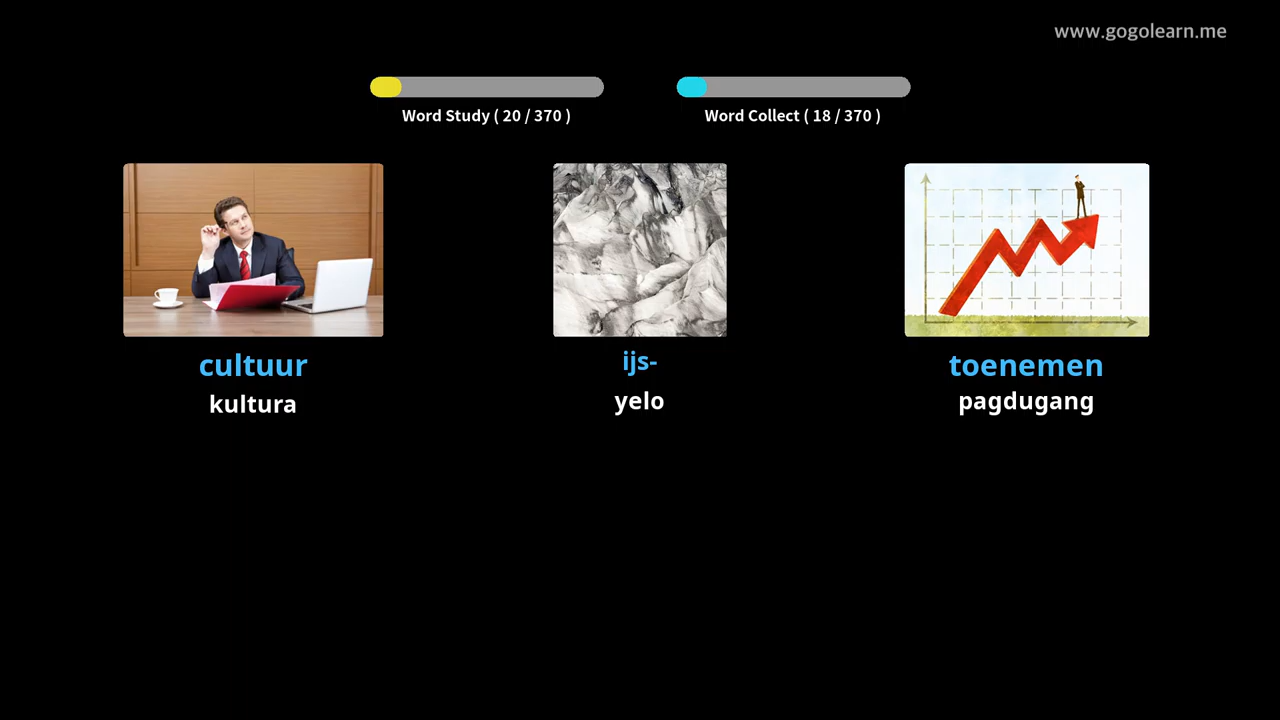 www.gogolearn.me
Word Study ( 20 / 370 )
Word Collect ( 18 / 370 )
cultuur
kultura
ijs-
yelo
toenemen
pagdugang